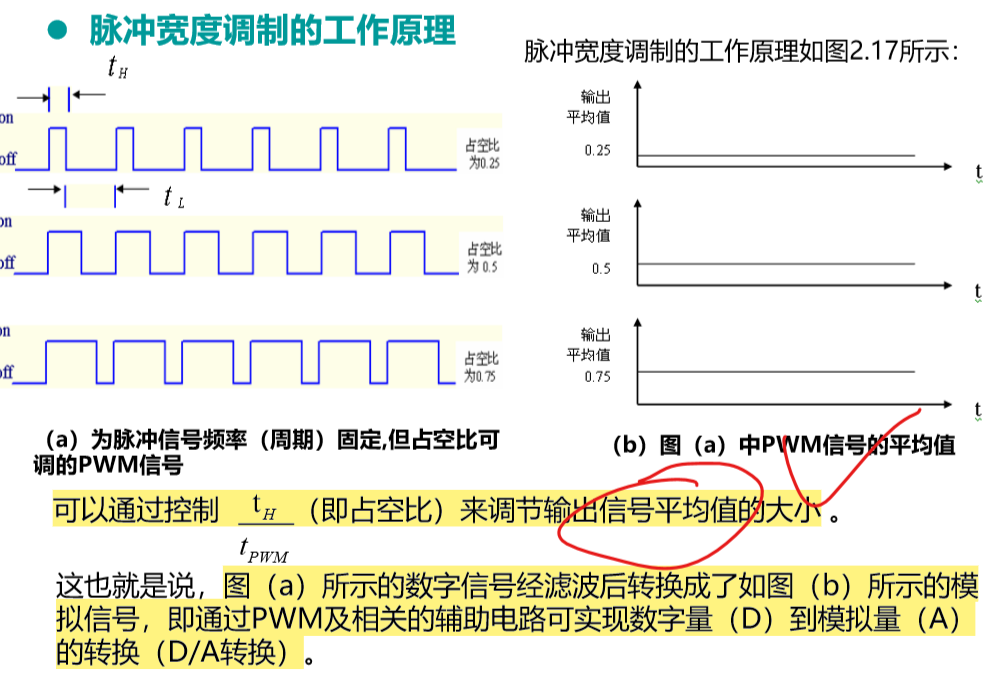 ● 脉冲宽度调制的工作原理
t_H
on
off
占空比
为0.25
t_L
on
off
占空比
为 0.5
on
off
占空比
为0.75
（a）为脉冲信号频率（周期）固定,但占空比可
调的PWM信号
脉冲宽度调制的工作原理如图2.17所示：
输出
平均值
0.25
t
输出
平均值
0.5
t
输出
平均值
0.75
t
（b）图（a）中PWM信号的平均值
可以通过控制 t_H / t_PWM （即占空比）来调节输出信号平均值的大小 。
这也就是说，图（a）所示的数字信号经滤波后转换成了如图（b）所示的模
拟信号，即通过PWM及相关的辅助电路可实现数字量（D）到模拟量（A）
的转换（D/A转换）。